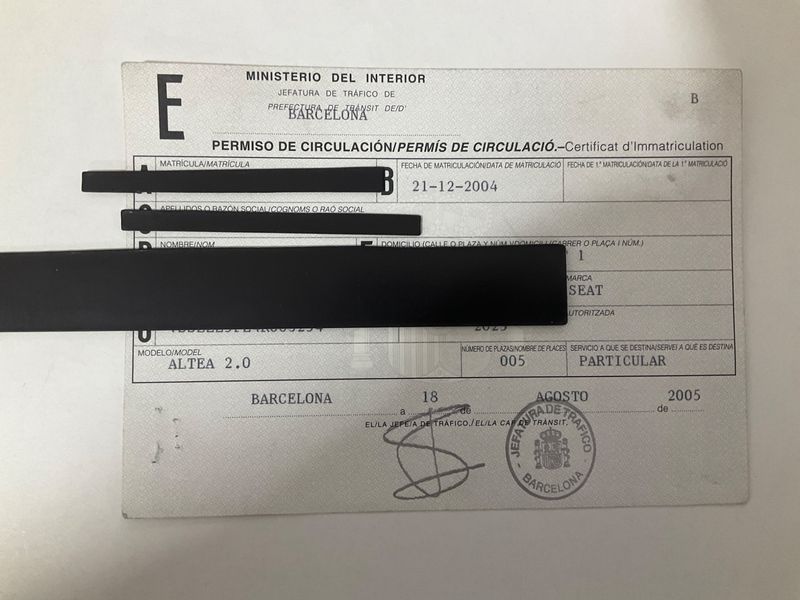 E
MINISTERIO DEL INTERIOR
JEFATURA DE TRÁFICO DE
PREFECTURA DE TRÀNSIT DE/D'
BARCELONA
B
PERMISO DE CIRCULACIÓN/PERMÍS DE CIRCULACIÓ.–Certificat d'Immatriculation
MATRÍCULA/MATRÍCULA
B
FECHA DE MATRICULACIÓN/DATA DE MATRICULACIÓ
FECHA DE 1.ª MATRICULACIÓN/DATA DE LA 1.ª MATRICULACIÓ
21-12-2004
APELLIDOS O RAZÓN SOCIAL/COGNOMS O RAÓ SOCIAL
NOMBRE/NOM
DOMICILIO (CALLE O PLAZA Y NÚM.)/DOMICILI (CARRER O PLAÇA I NÚM.)
1
MARCA
SEAT
MODELO/MODEL
ALTEA 2.0
NÚMERO DE PLAZAS/NOMBRE DE PLACES
005
SERVICIO A QUE SE DESTINA/SERVEI A QUÈ ES DESTINA
PARTICULAR
BARCELONA a 18 de AGOSTO de 2005
EL/LA JEFE/A DE TRÁFICO./EL/LA CAP DE TRÀNSIT.
JEFATURA DE TRAFICO
BARCELONA